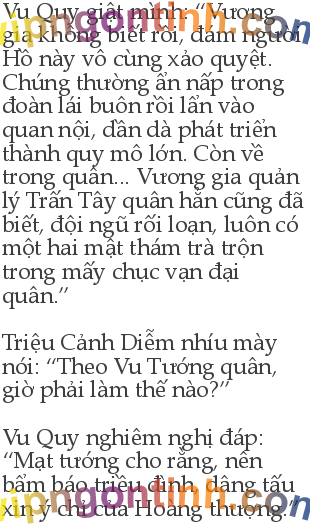 Vu Quy giật mình: “Vương
gia không biết rồi, đám người
Hồ này vô cùng xảo quyệt.
Chúng thường ẩn nấp trong
đoàn lái buôn rồi lẩn vào
quan nội, dần dà phát triển
thành quy mô lớn. Còn về
trong quân... Vương gia quản
lý Trấn Tây quân hẳn cũng đã
biết, đội ngũ rối loạn, luôn có
một hai mật thám trà trộn
trong mấy chục vạn đại
quân.”
Triệu Cảnh Diễm nhíu mày
nói: “Theo Vu Tướng quân,
giờ phải làm thế nào?”
Vu Quy nghiêm nghị đáp:
“Mạt tướng cho rằng, nên
bẩm báo triều đình, dâng tấu
xin ý chỉ của Hoàng thượng.”
vipngontinh.com
vipngontinh.com